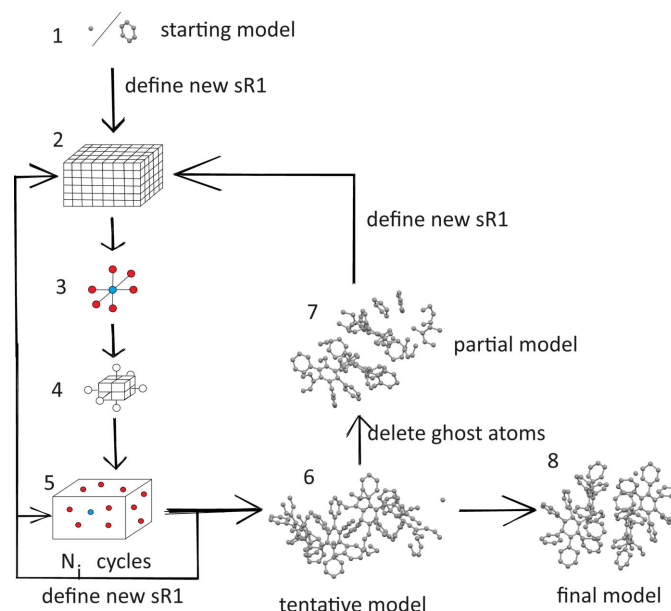 1
starting model
define new sR1
2
define new sR1
3
7
partial model
4
delete ghost atoms
5
6
8
N i cycles
define new sR1
tentative model
final model